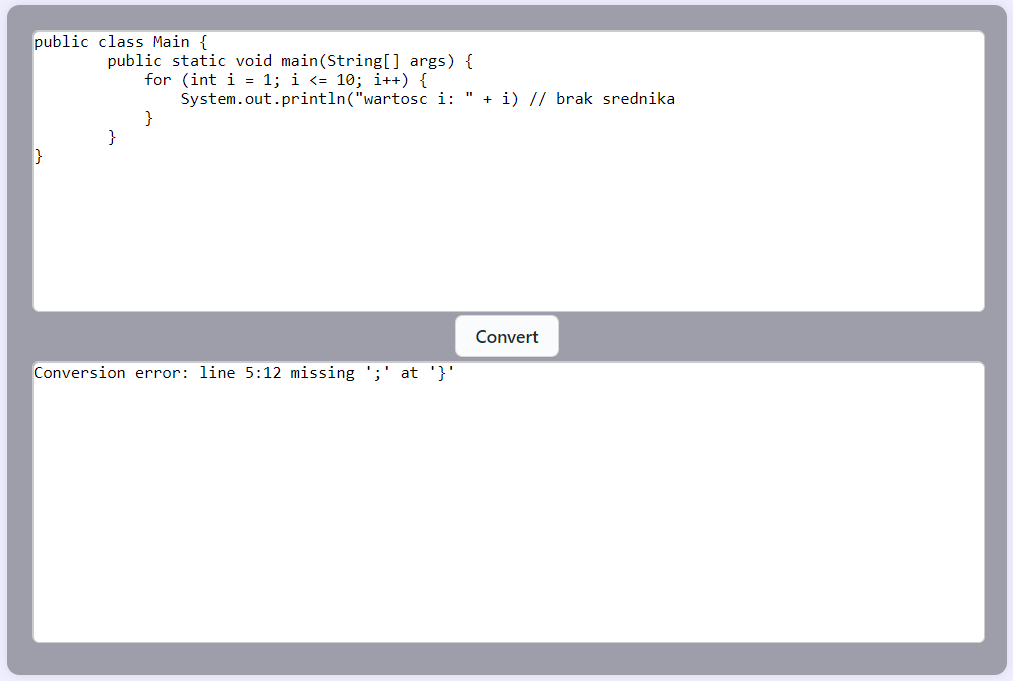 public class Main {
        public static void main(String[] args) {
            for (int i = 1; i <= 10; i++) {
                System.out.println("wartosc i: " + i) // brak srednika
            }
        }
}
Convert
Conversion error: line 5:12 missing ';' at '}'